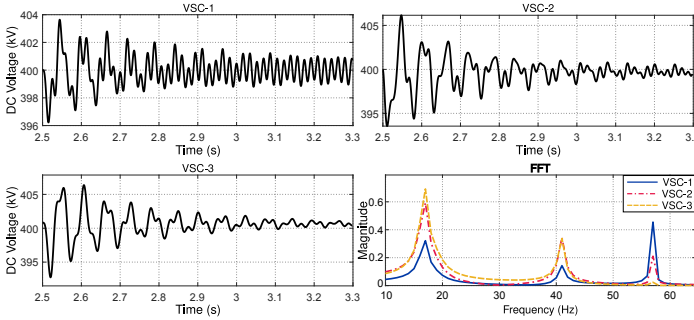 VSC-1
VSC-2
404
402
400
398
396
DC Voltage (kV)
2.5 2.6 2.7 2.8 2.9 3 3.1 3.2 3.3
Time (s)
405
400
395
2.5 2.6 2.7 2.8 2.9 3 3.1 3.2 3.3
Time (s)
VSC-3
405
400
395
DC Voltage (kV)
2.5 2.6 2.7 2.8 2.9 3 3.1 3.2 3.3
Time (s)
FFT
VSC-1
VSC-2
VSC-3
0.6
0.4
0.2
0
Magnitude
10 20 30 40 50 60
Frequency (Hz)